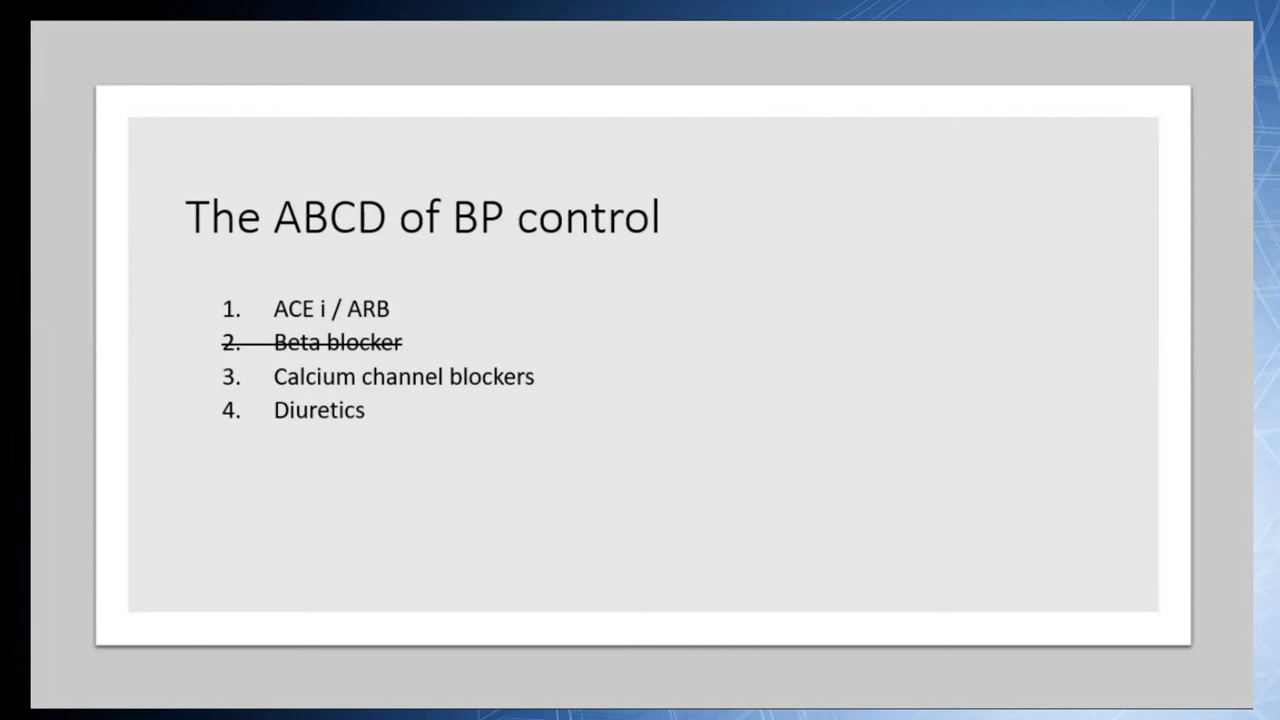 The ABCD of BP control
1. ACE i / ARB
2. Beta blocker
3. Calcium channel blockers
4. Diuretics